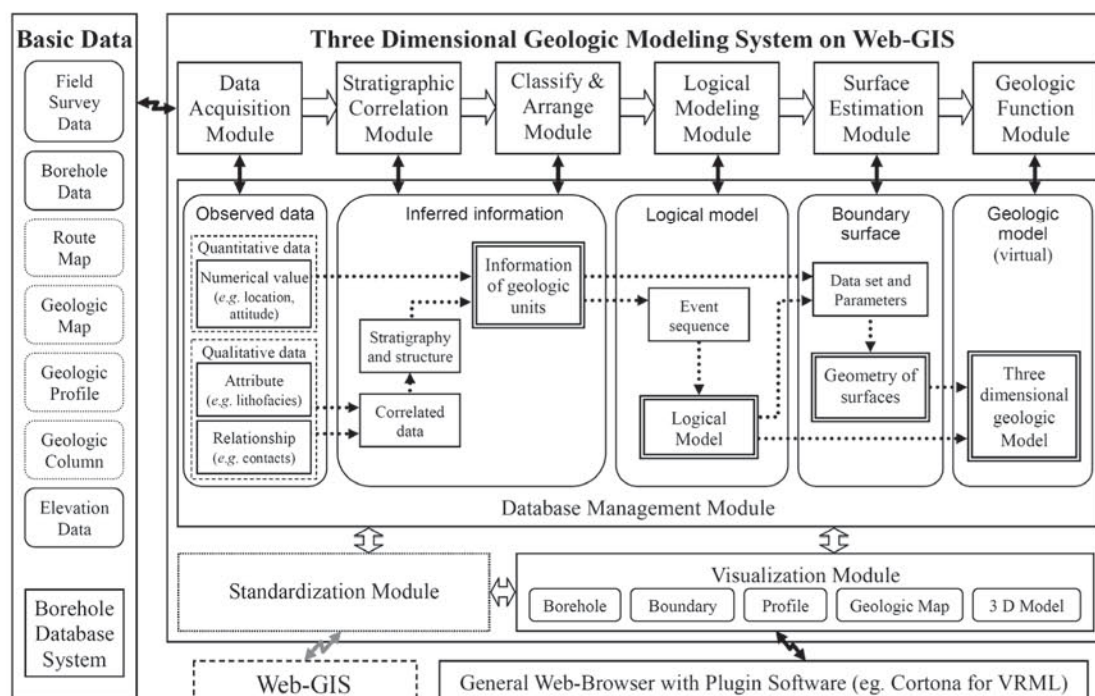 Basic Data
Field
Survey
Data
Borehole
Data
Route
Map
Geologic
Map
Geologic
Profile
Geologic
Column
Elevation
Data
Borehole
Database
System
Three Dimensional Geologic Modeling System on Web-GIS
Data
Acquisition
Module
Stratigraphic
Correlation
Module
Classify &
Arrange
Module
Logical
Modeling
Module
Surface
Estimation
Module
Geologic
Function
Module
Observed data
Quantitative data
Numerical value
(e.g. location,
attitude)
Qualitative data
Attribute
(e.g. lithofacies)
Relationship
(e.g. contacts)
Inferred information
Information
of geologic
units
Stratigraphy
and structure
Correlated
data
Logical model
Event
sequence
Logical
Model
Boundary
surface
Data set and
Parameters
Geometry of
surfaces
Geologic
model
(virtual)
Three
dimensional
geologic
Model
Database Management Module
Standardization Module
Visualization Module
Borehole
Boundary
Profile
Geologic Map
3 D Model
Web-GIS
General Web-Browser with Plugin Software (eg. Cortona for VRML)